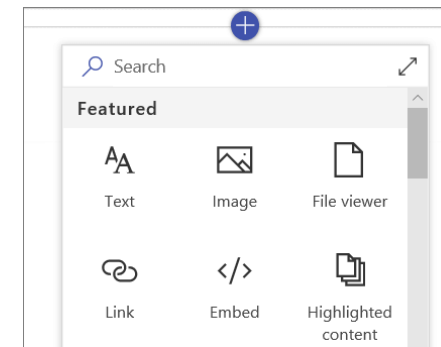 Search
Featured
Text Image File viewer
Link Embed Highlighted
content